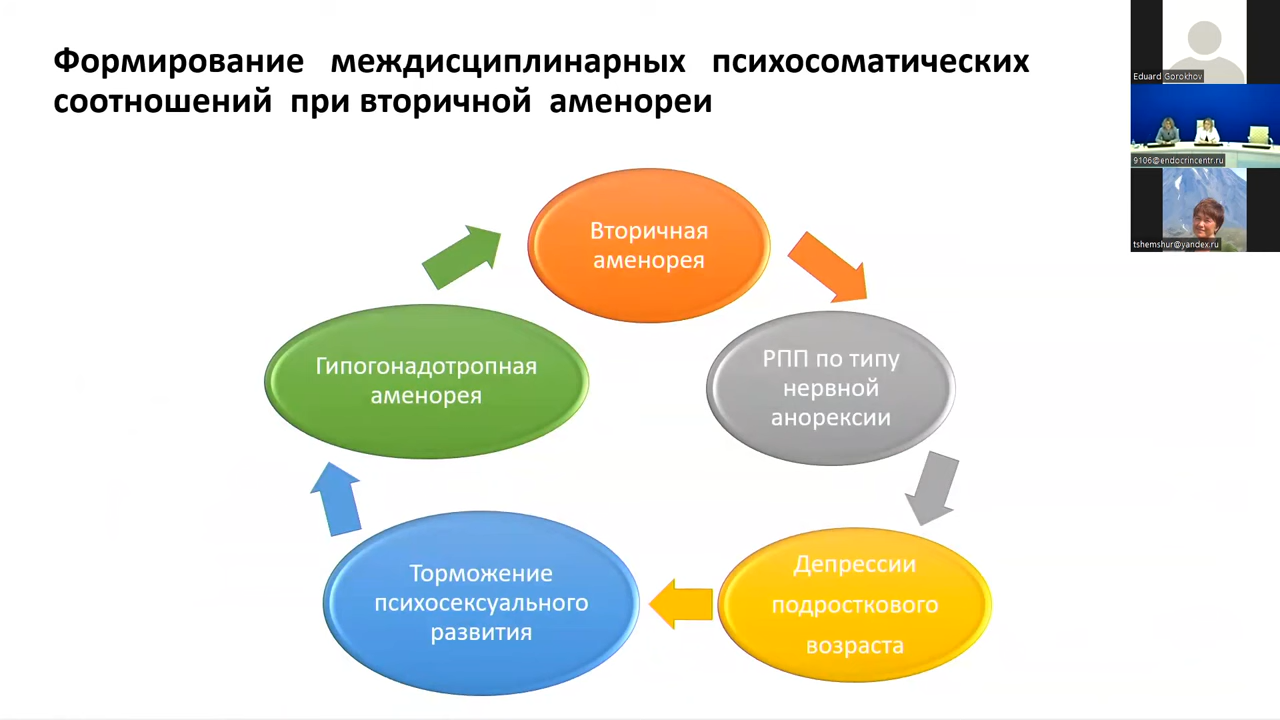 Формирование междисциплинарных психосоматических
соотношений при вторичной аменореи
Вторичная
аменорея
РПП по типу
нервной
анорексии
Депрессии
подросткового
возраста
Торможение
психосексуального
развития
Гипогонадотропная
аменорея
Eduard Gorokhov
9106@endocrincentr.ru
tshemshur@yandex.ru